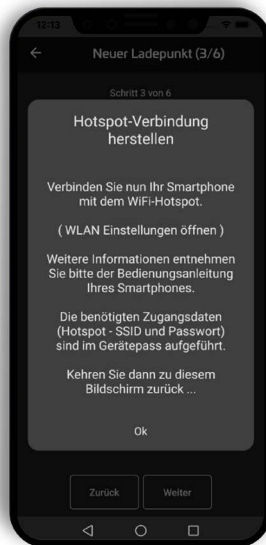 12:13
Neuer Ladepunkt (3/6)
Schritt 3 von 6
Hotspot-Verbindung
herstellen
Verbinden Sie nun Ihr Smartphone
mit dem WiFi-Hotspot.
( WLAN Einstellungen öffnen )
Weitere Informationen entnehmen
Sie bitte der Bedienungsanleitung
Ihres Smartphones.
Die benötigten Zugangsdaten
(Hotspot - SSID und Passwort)
sind im Gerätepass aufgeführt.
Kehren Sie dann zu diesem
Bildschirm zurück ...
Ok
Zurück Weiter